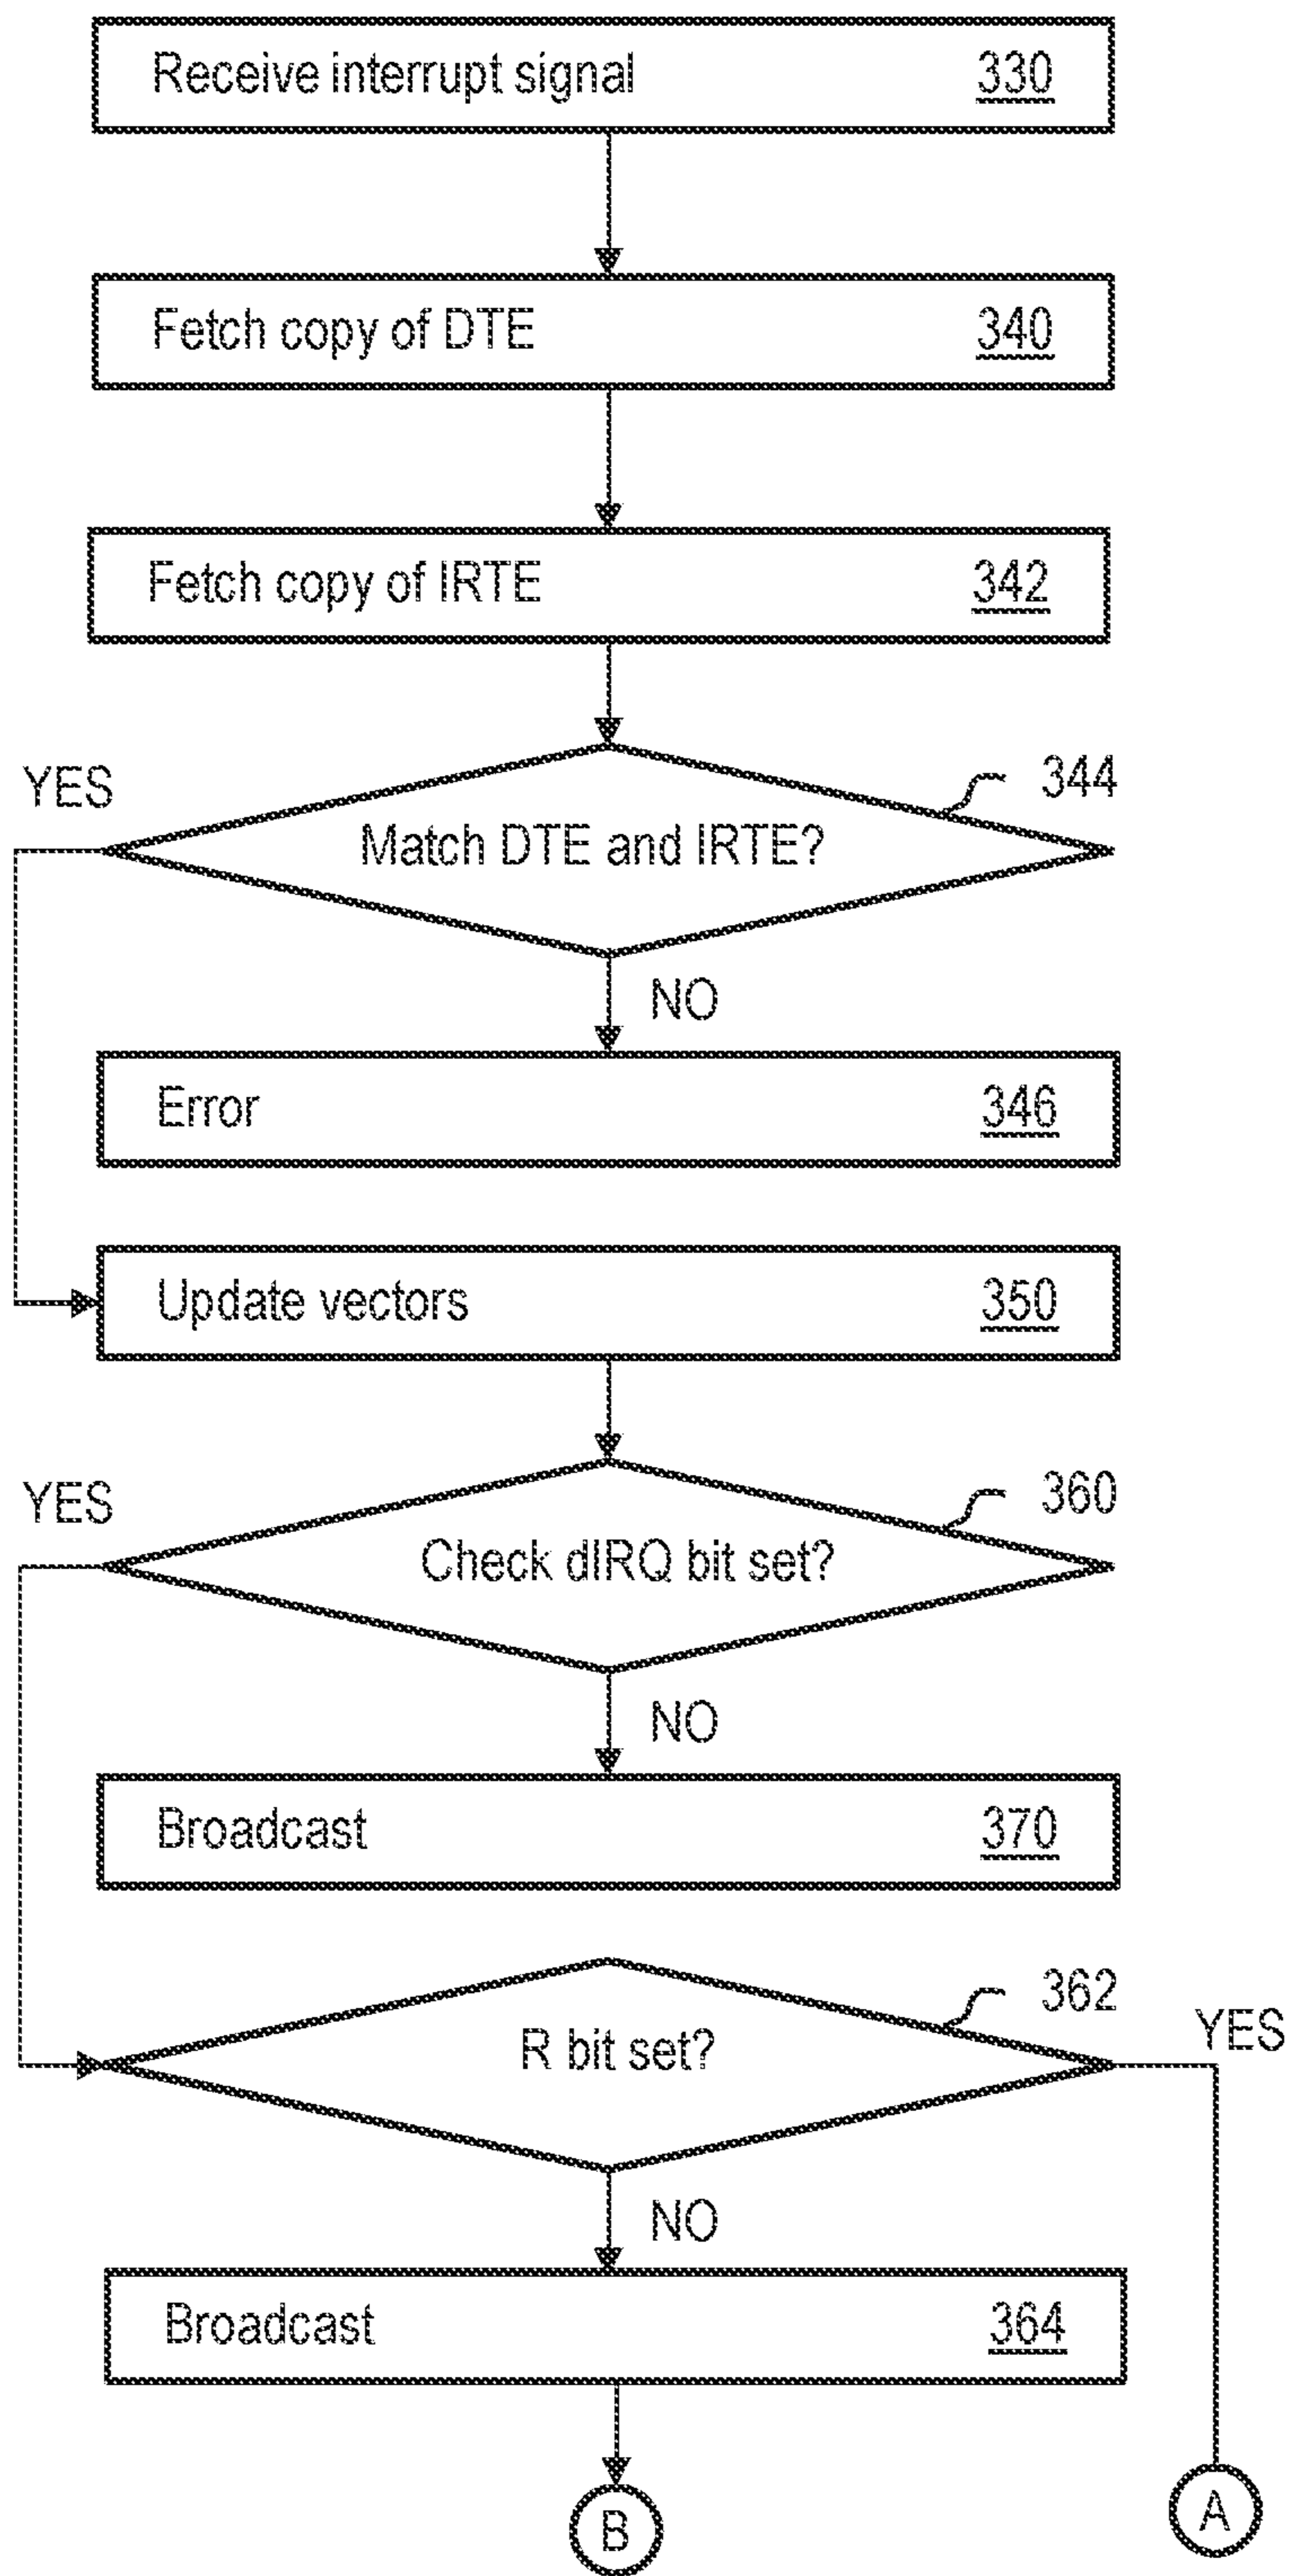 Receive interrupt signal 330
Fetch copy of DTE 340
Fetch copy of IRTE 342
YES
344
Match DTE and IRTE?
NO
Error 346
Update vectors 350
YES
360
Check dIRQ bit set?
NO
Broadcast 370
362
YES
R bit set?
NO
Broadcast 364
B
A